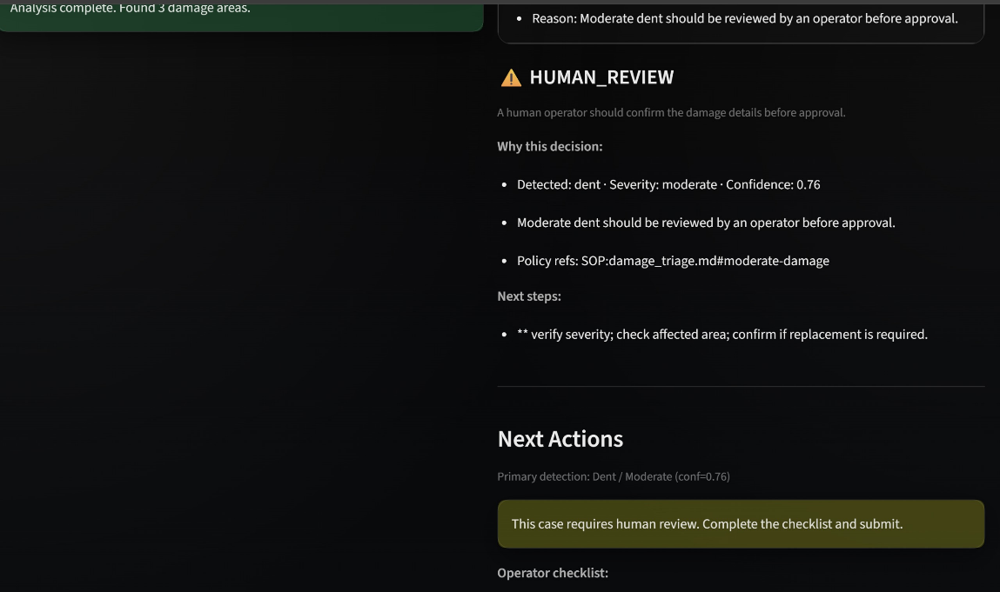 Analysis complete. Found 3 damage areas.
• Reason: Moderate dent should be reviewed by an operator before approval.
⚠️ HUMAN_REVIEW
A human operator should confirm the damage details before approval.
Why this decision:
• Detected: dent · Severity: moderate · Confidence: 0.76
• Moderate dent should be reviewed by an operator before approval.
• Policy refs: SOP:damage_triage.md#moderate-damage
Next steps:
• ** verify severity; check affected area; confirm if replacement is required.
Next Actions
Primary detection: Dent / Moderate (conf=0.76)
This case requires human review. Complete the checklist and submit.
Operator checklist: